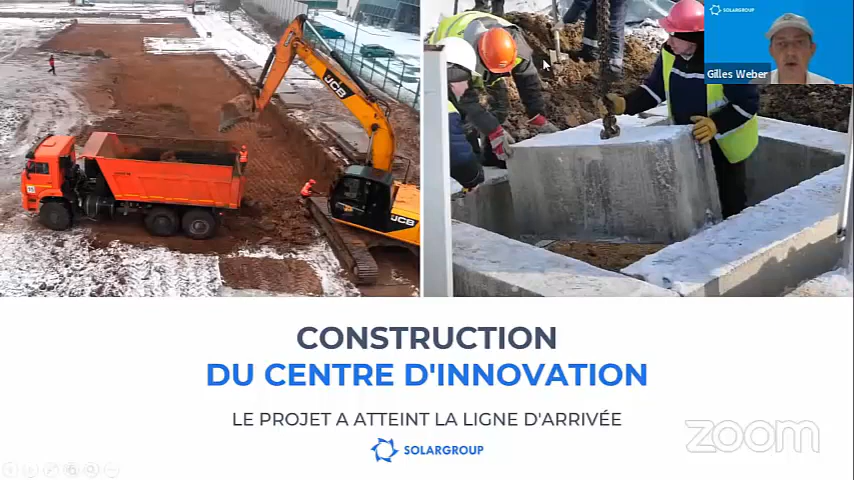 SOLARGROUP
Gilles Weber
JCB
JCB
CONSTRUCTION
DU CENTRE D'INNOVATION
LE PROJET A ATTEINT LA LIGNE D'ARRIVÉE
SOLARGROUP
zoom